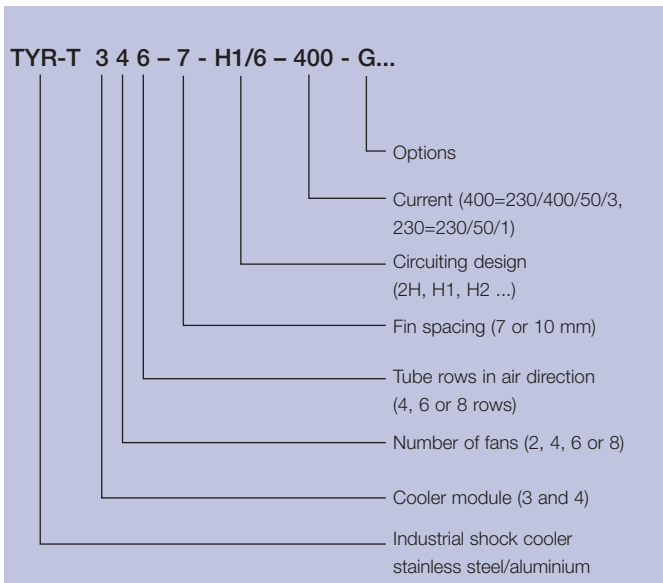 TYR-T 3 4 6 – 7 - H1/6 – 400 - G...
Options
Current (400=230/400/50/3,
230=230/50/1)
Circuiting design
(2H, H1, H2 ...)
Fin spacing (7 or 10 mm)
Tube rows in air direction
(4, 6 or 8 rows)
Number of fans (2, 4, 6 or 8)
Cooler module (3 and 4)
Industrial shock cooler
stainless steel/aluminium